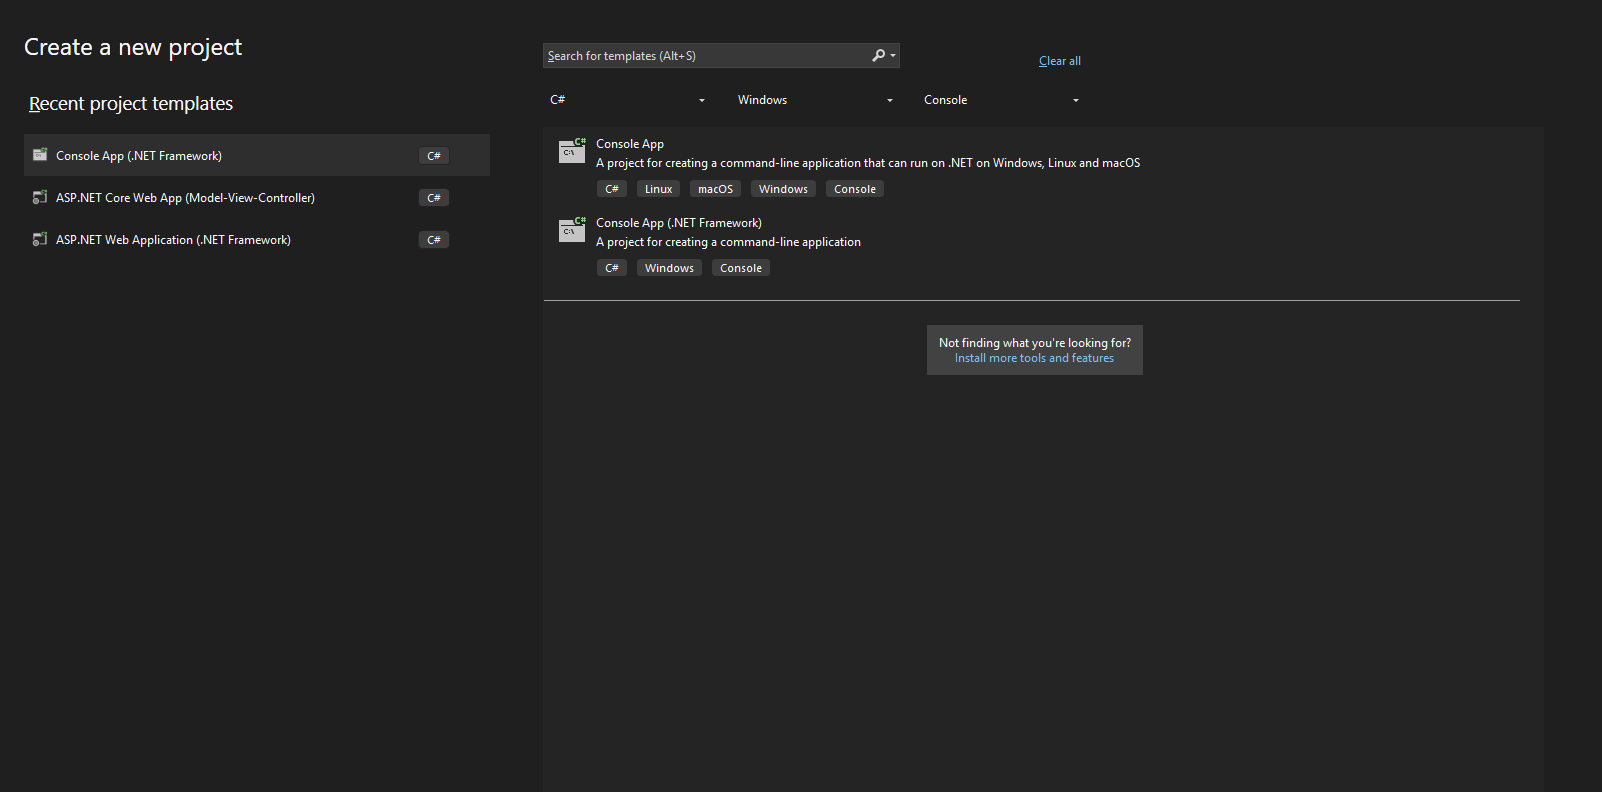 Create a new project
Recent project templates
Console App (.NET Framework) C#
ASP.NET Core Web App (Model-View-Controller) C#
ASP.NET Web Application (.NET Framework) C#
Search for templates (Alt+S)
Clear all
C# Windows Console
C#
C:\
Console App
A project for creating a command-line application that can run on .NET on Windows, Linux and macOS
C# Linux macOS Windows Console
C#
C:\
Console App (.NET Framework)
A project for creating a command-line application
C# Windows Console
Not finding what you're looking for?
Install more tools and features